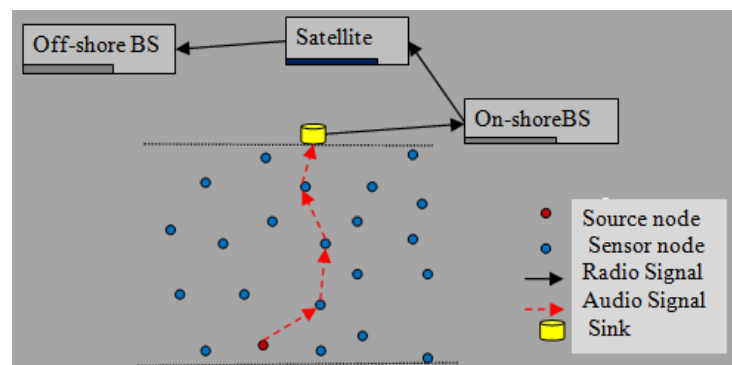 Off-shore BS
Satellite
On-shoreBS
Source node
Sensor node
Radio Signal
Audio Signal
Sink